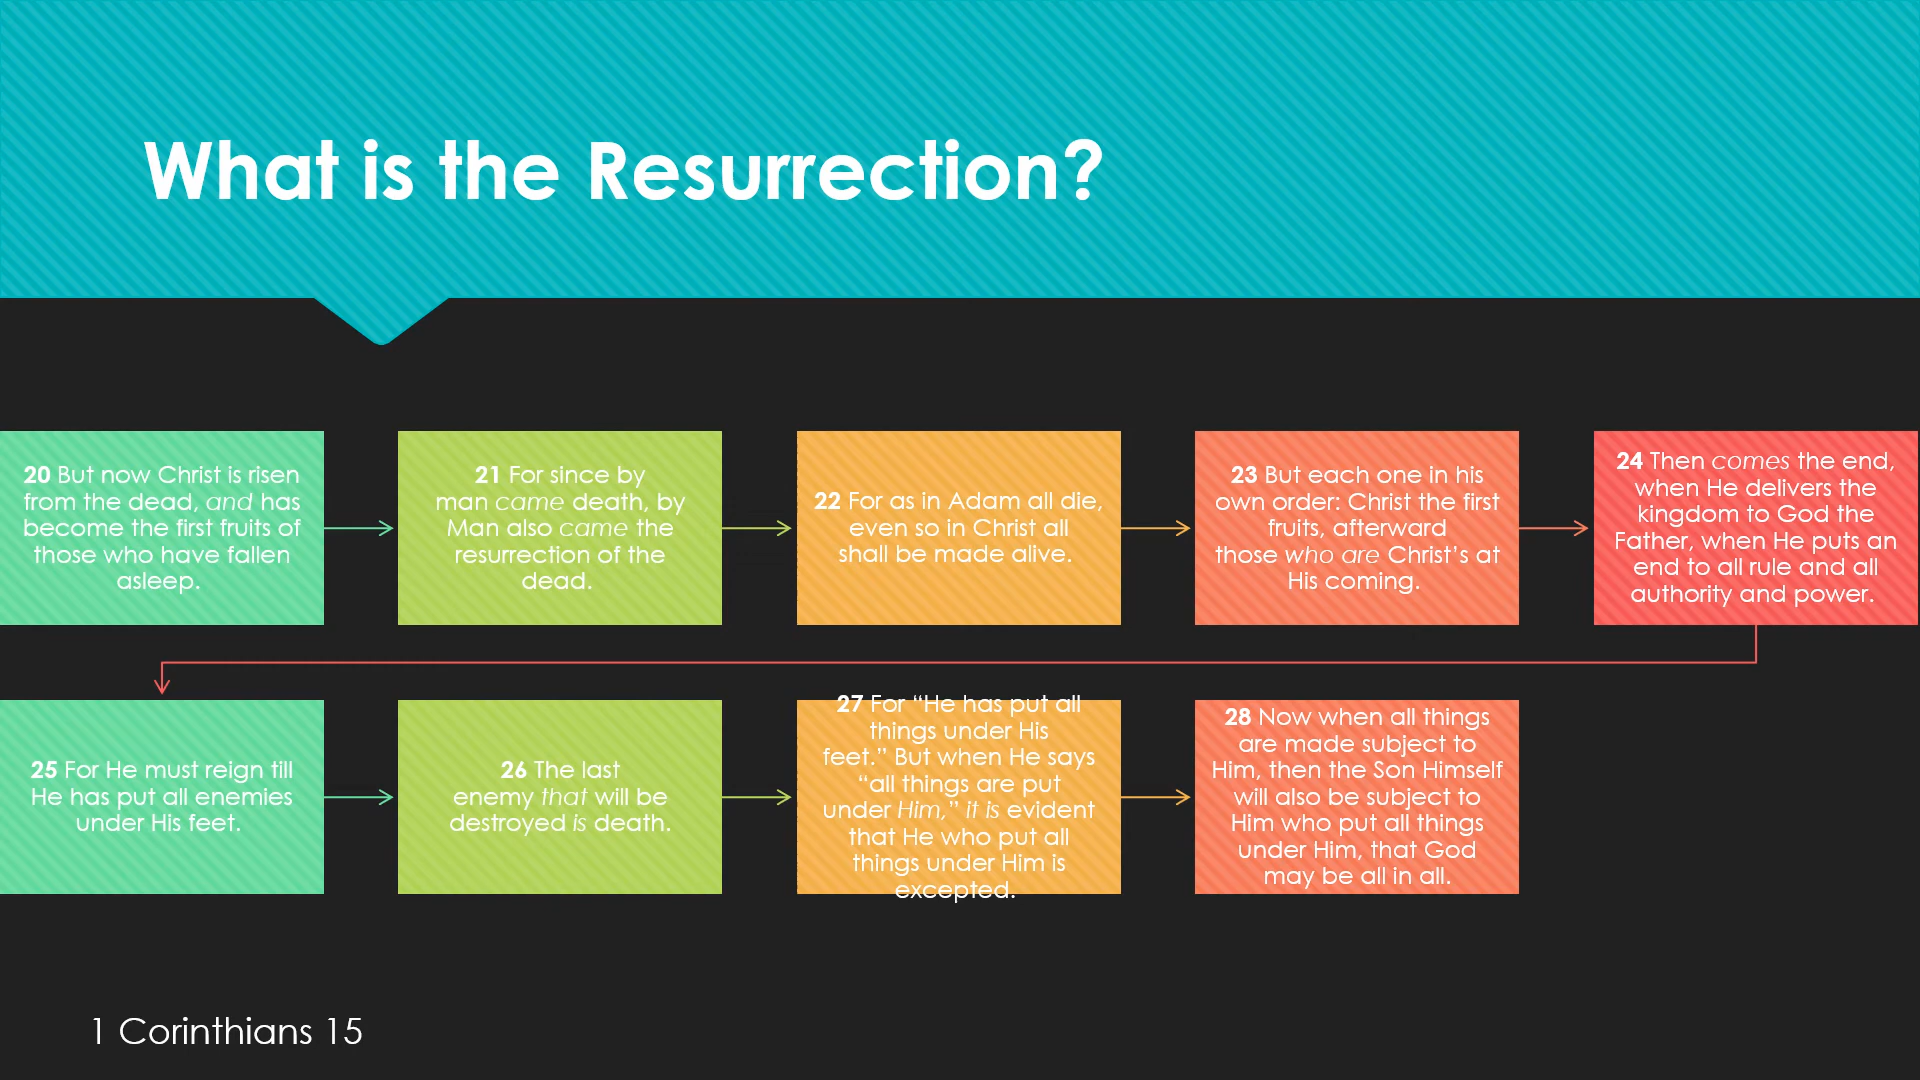 What is the Resurrection?
20 But now Christ is risen
from the dead, and has
become the first fruits of
those who have fallen
asleep.
21 For since by
man came death, by
Man also came the
resurrection of the
dead.
22 For as in Adam all die,
even so in Christ all
shall be made alive.
23 But each one in his
own order: Christ the first
fruits, afterward
those who are Christ’s at
His coming.
24 Then comes the end,
when He delivers the
kingdom to God the
Father, when He puts an
end to all rule and all
authority and power.
25 For He must reign till
He has put all enemies
under His feet.
26 The last
enemy that will be
destroyed is death.
27 For “He has put all
things under His
feet.” But when He says
“all things are put
under Him,” it is evident
that He who put all
things under Him is
excepted.
28 Now when all things
are made subject to
Him, then the Son Himself
will also be subject to
Him who put all things
under Him, that God
may be all in all.
1 Corinthians 15